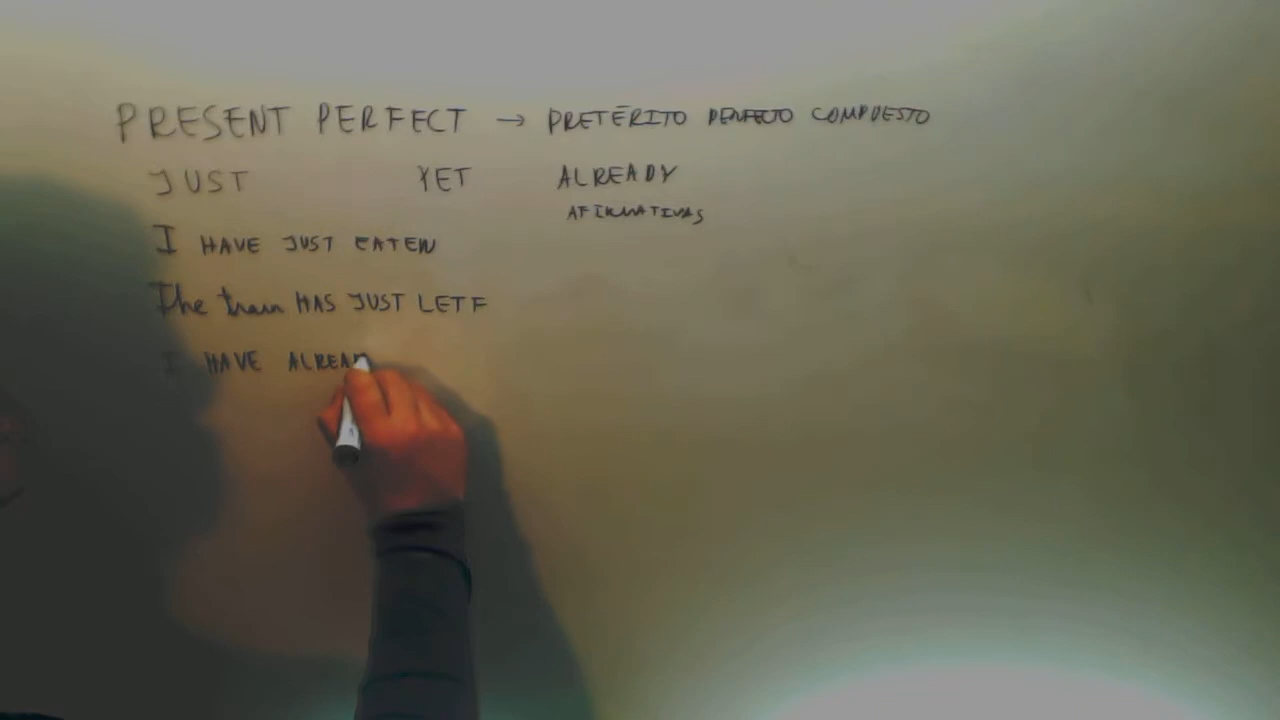 PRESENT PERFECT → PRETÉRITO PERFECTO COMPUESTO
JUST YET ALREADY
AFIRMATIVAS
I HAVE JUST EATEN
The train HAS JUST LETF
I HAVE ALREA